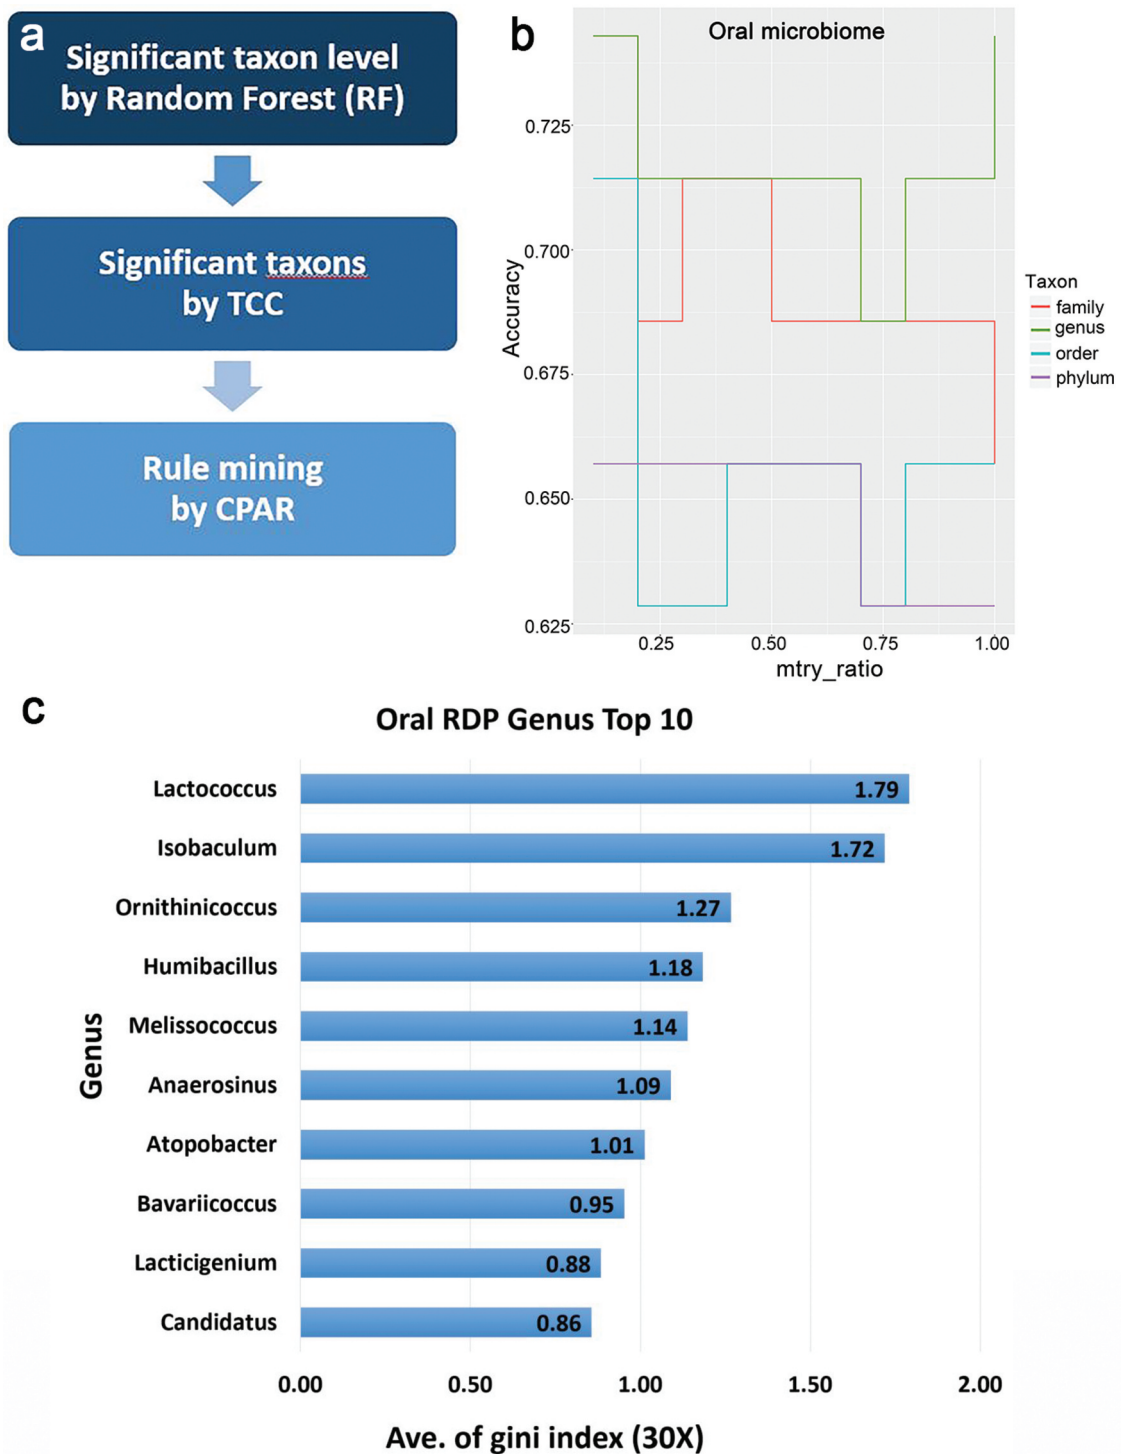 a
Significant taxon level
by Random Forest (RF)
Significant taxons
by TCC
Rule mining
by CPAR
b
Oral microbiome
Accuracy
0.725
0.700
0.675
0.650
0.625
0.25 0.50 0.75 1.00
mtry_ratio
Taxon
family
genus
order
phylum
c
Oral RDP Genus Top 10
Genus
Lactococcus 1.79
Isobaculum 1.72
Ornithinicoccus 1.27
Humibacillus 1.18
Melissococcus 1.14
Anaerosinus 1.09
Atopobacter 1.01
Bavariicoccus 0.95
Lacticigenium 0.88
Candidatus 0.86
0.00 0.50 1.00 1.50 2.00
Ave. of gini index (30X)